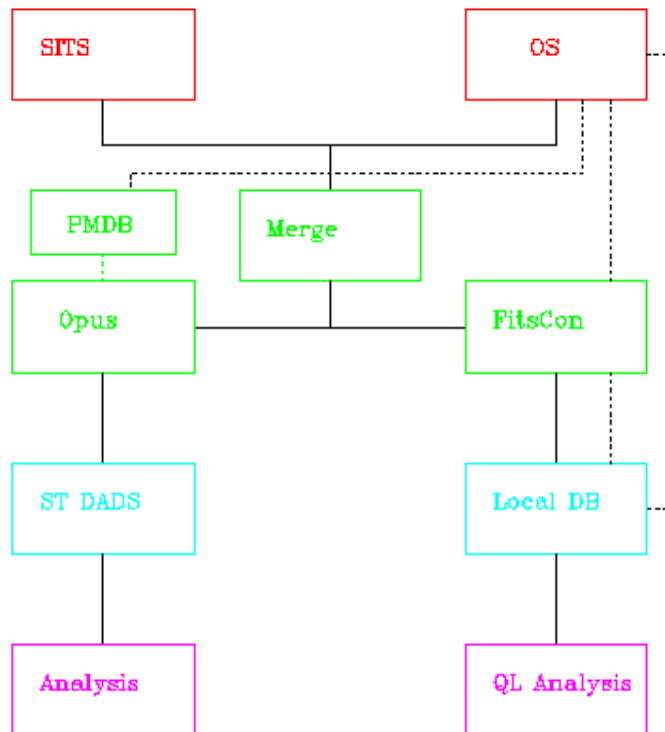 SITS
OS
PMDB
Merge
Opus
FitsCon
ST DADS
Local DB
Analysis
QL Analysis